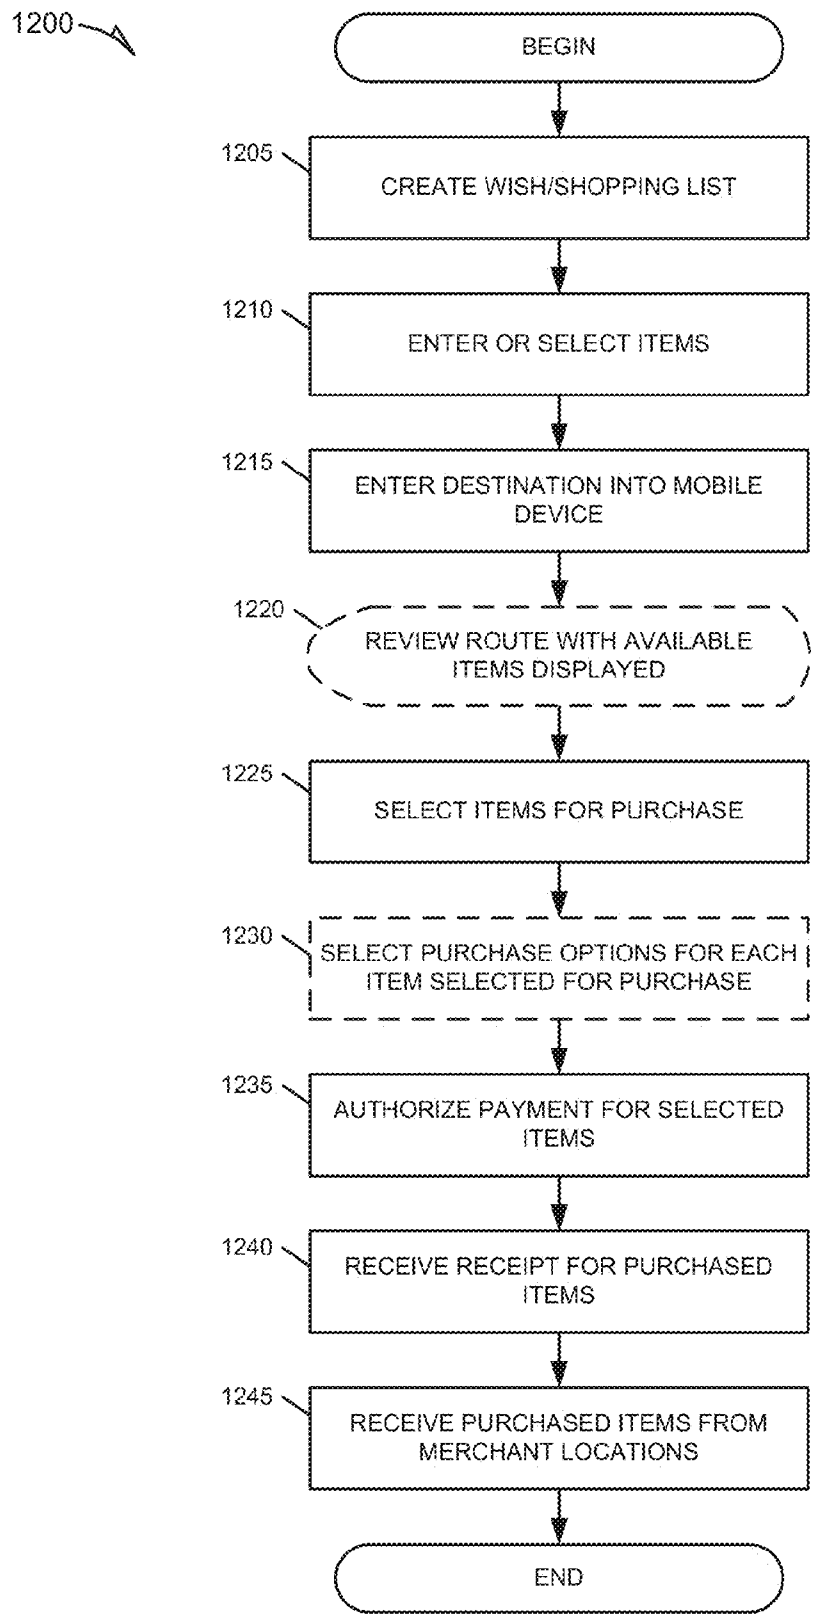 1200
BEGIN
1205
CREATE WISH/SHOPPING LIST
1210
ENTER OR SELECT ITEMS
1215
ENTER DESTINATION INTO MOBILE
DEVICE
1220
REVIEW ROUTE WITH AVAILABLE
ITEMS DISPLAYED
1225
SELECT ITEMS FOR PURCHASE
1230
SELECT PURCHASE OPTIONS FOR EACH
ITEM SELECTED FOR PURCHASE
1235
AUTHORIZE PAYMENT FOR SELECTED
ITEMS
1240
RECEIVE RECEIPT FOR PURCHASED
ITEMS
1245
RECEIVE PURCHASED ITEMS FROM
MERCHANT LOCATIONS
END